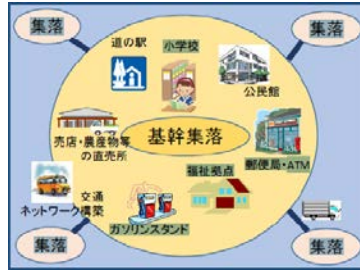 集落
集落
道の駅
小学校
公民館
売店・農産物等
の直売所
基幹集落
郵便局・ATM
福祉拠点
交通
ネットワーク構築
ガソリンスタンド
集落
集落